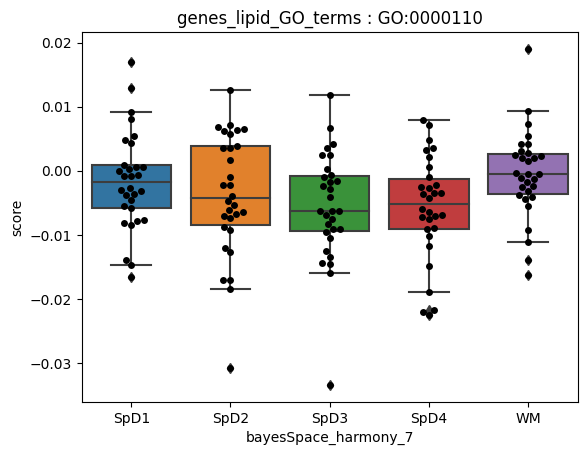 genes_lipid_GO_terms : GO:0000110
0.02
0.01
0.00
−0.01
−0.02
−0.03
score
SpD1 SpD2 SpD3 SpD4 WM
bayesSpace_harmony_7